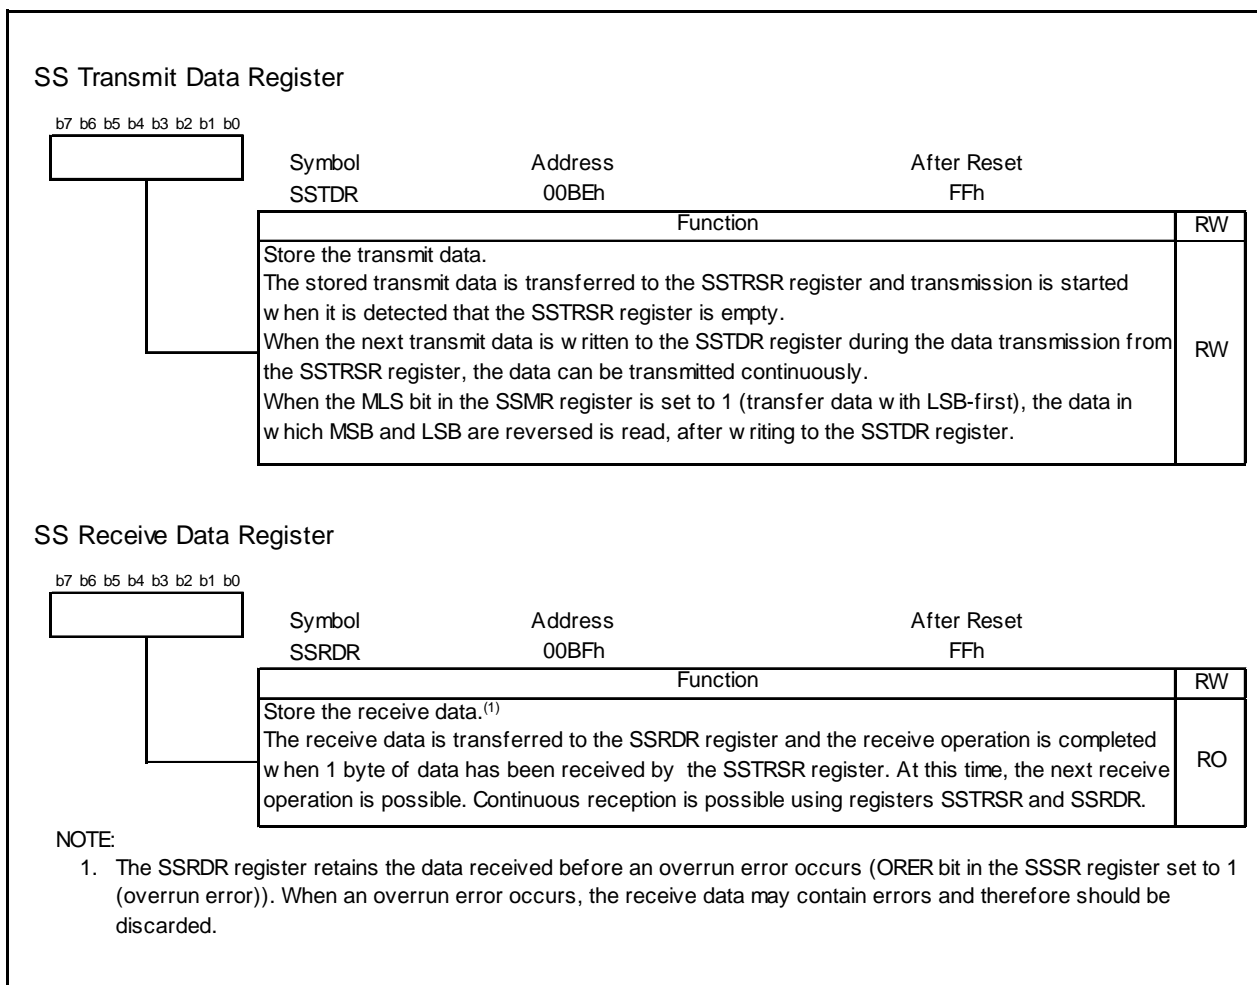 SS Transmit Data Register
b7 b6 b5 b4 b3 b2 b1 b0
Symbol Address After Reset
SSTDR 00BEh FFh
Function RW
Store the transmit data.
The stored transmit data is transferred to the SSTRSR register and transmission is started
when it is detected that the SSTRSR register is empty.
When the next transmit data is written to the SSTDR register during the data transmission from
the SSTRSR register, the data can be transmitted continuously.
When the MLS bit in the SSMR register is set to 1 (transfer data with LSB-first), the data in
which MSB and LSB are reversed is read, after writing to the SSTDR register.
RW
SS Receive Data Register
b7 b6 b5 b4 b3 b2 b1 b0
Symbol Address After Reset
SSRDR 00BFh FFh
Function RW
Store the receive data.(1)
The receive data is transferred to the SSRDR register and the receive operation is completed
when 1 byte of data has been received by the SSTRSR register. At this time, the next receive
operation is possible. Continuous reception is possible using registers SSTRSR and SSRDR.
RO
NOTE:
1. The SSRDR register retains the data received before an overrun error occurs (ORER bit in the SSSR register set to 1
(overrun error)). When an overrun error occurs, the receive data may contain errors and therefore should be
discarded.